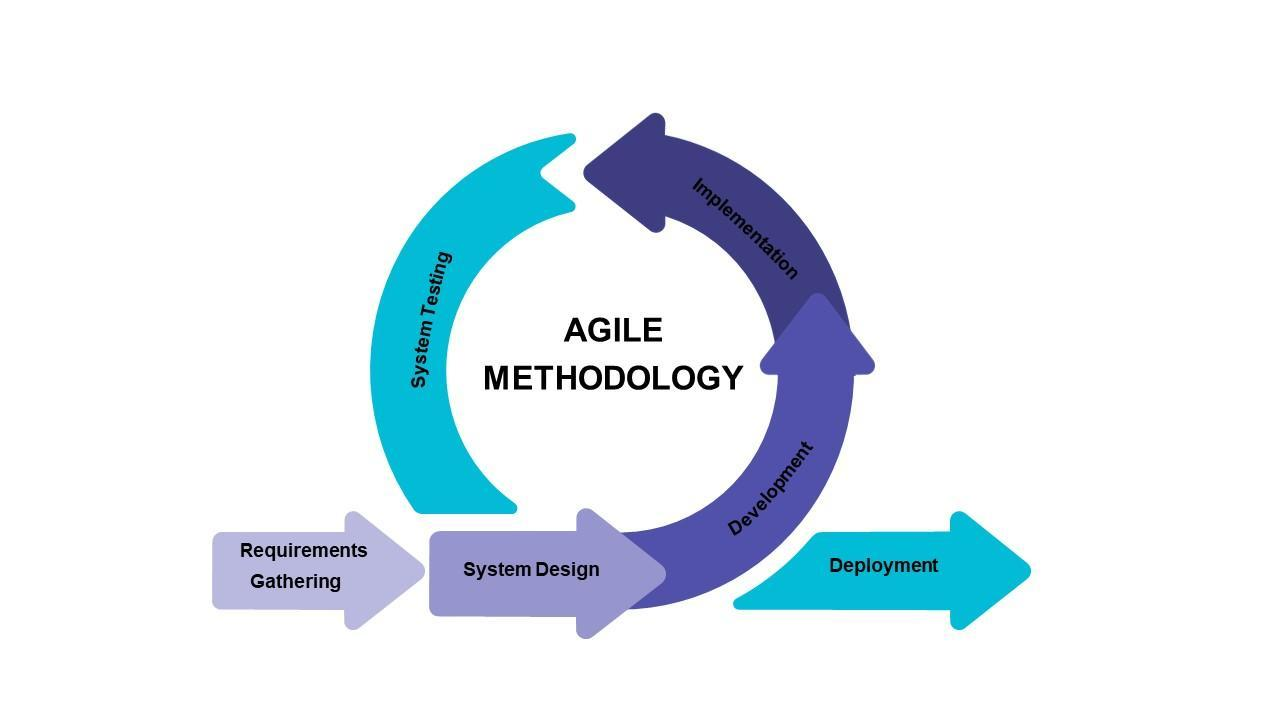 Implementation
System Testing
AGILE
METHODOLOGY
Development
Requirements
Gathering
System Design
Deployment